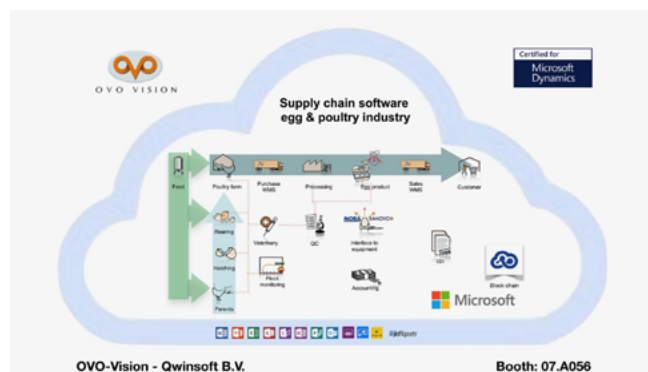 OVO VISION
Certified for
Microsoft
Dynamics
Supply chain software
egg & poultry industry
Feed
Poultry farm
Purchase
WMS
Processing
Egg product
Sales
WMS
Customer
Rearing
Veterinary
QC
Interface to
equipment
Hatching
Flock
monitoring
Accounting
Block chain
Parents
Microsoft
OVO-Vision - Qwinsoft B.V.
Booth: 07.A056